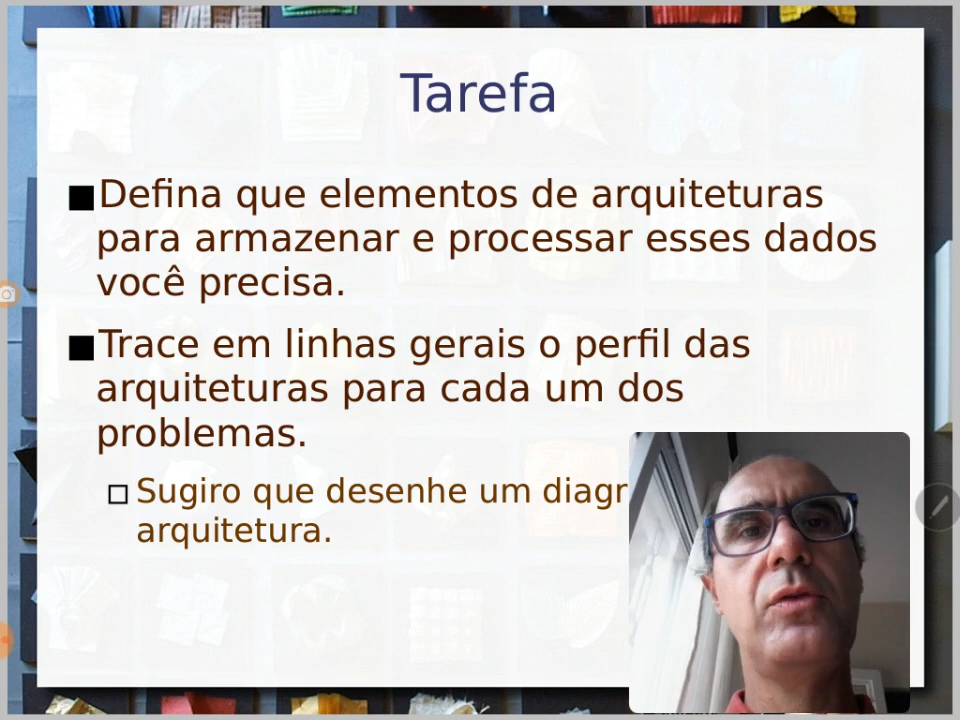 Tarefa
Defina que elementos de arquiteturas
para armazenar e processar esses dados
você precisa.
Trace em linhas gerais o perfil das
arquiteturas para cada um dos
problemas.
Sugiro que desenhe um
arquitetura.